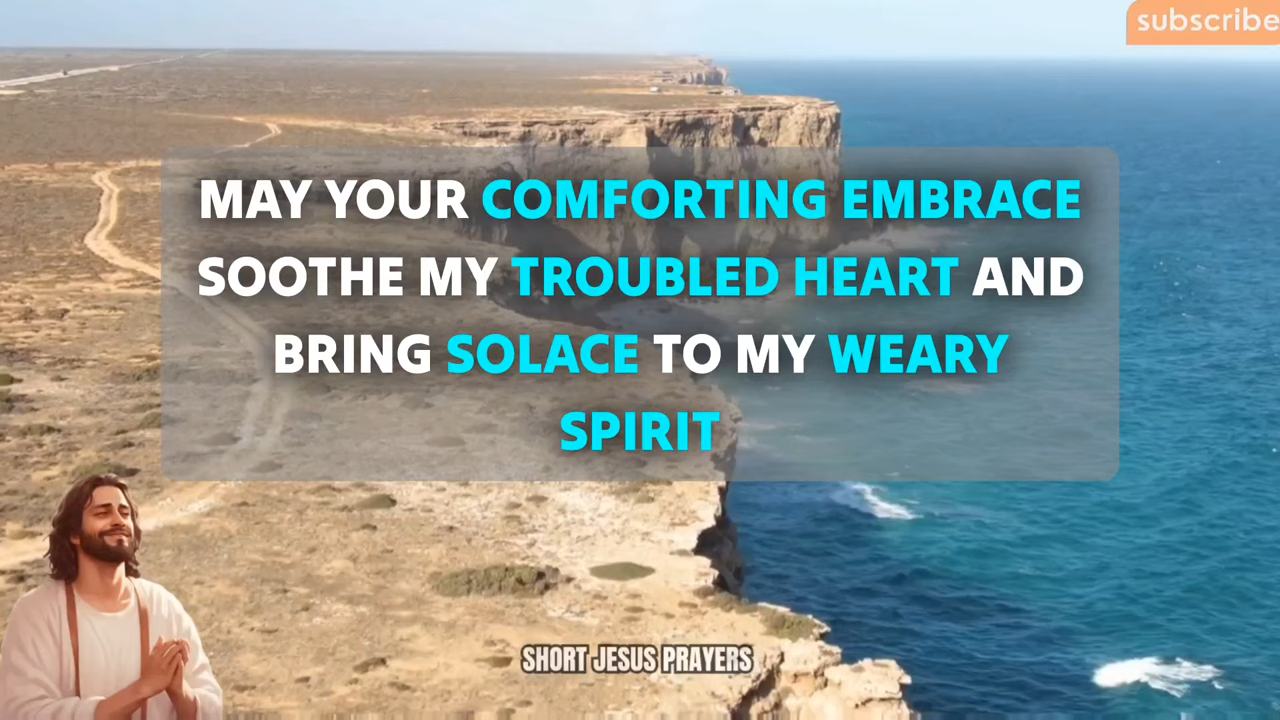 subscribe
MAY YOUR COMFORTING EMBRACE
SOOTHE MY TROUBLED HEART AND
BRING SOLACE TO MY WEARY
SPIRIT
SHORT JESUS PRAYERS